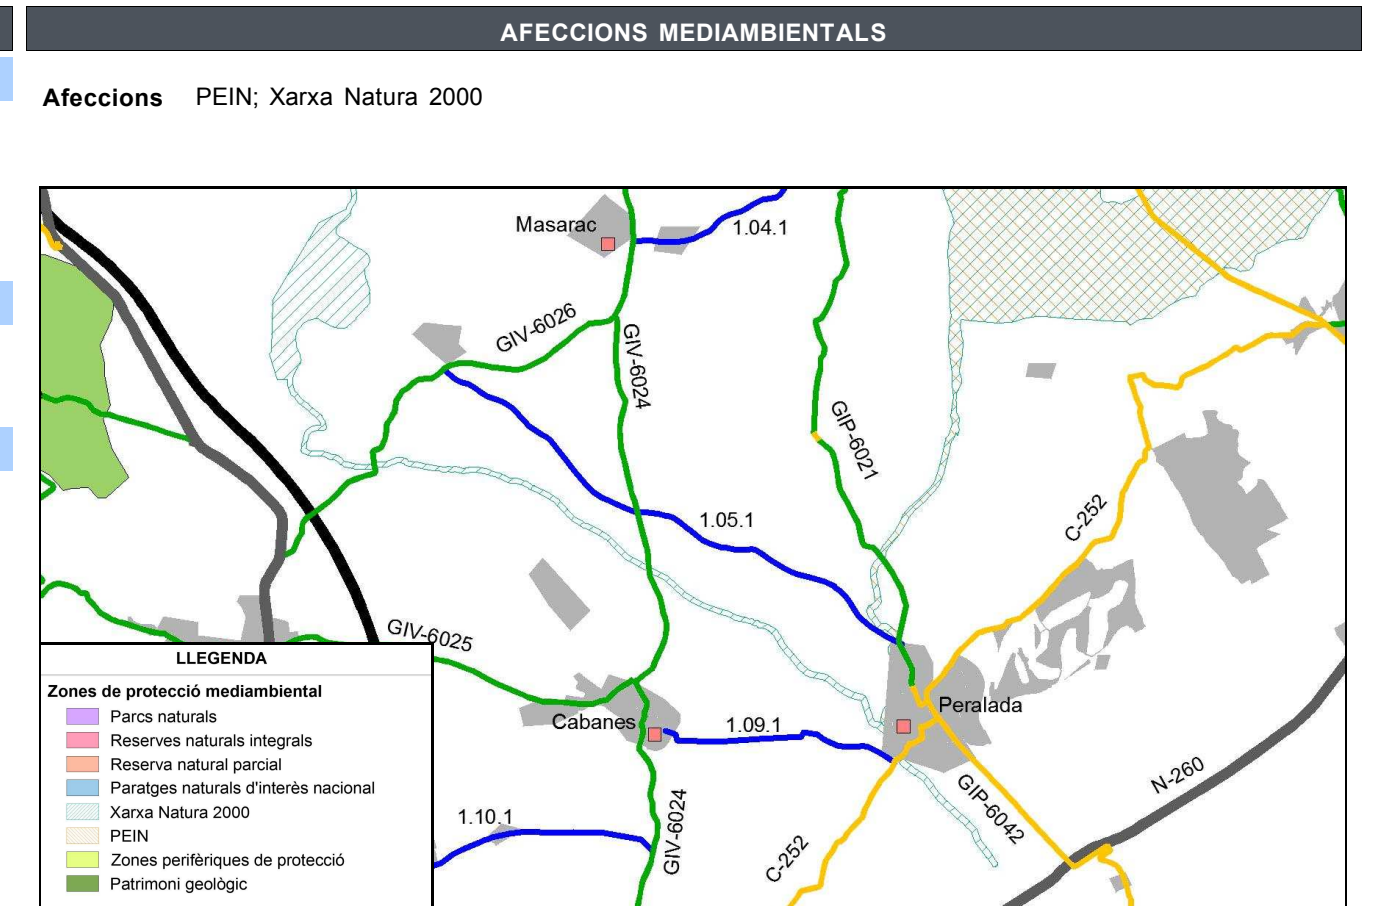 AFECCIONS MEDIAMBIENTALS
Afeccions PEIN; Xarxa Natura 2000
Masarac
1.04.1
GIV-6026
GIV-6024
GIP-6021
C-252
1.05.1
GIV-6025
Cabanes
1.09.1
Peralada
N-260
GIP-6042
1.10.1
GIV-6024
C-252
LLEGENDA
Zones de protecció mediambiental
Parcs naturals
Reserves naturals integrals
Reserva natural parcial
Paratges naturals d'interès nacional
Xarxa Natura 2000
PEIN
Zones perifèriques de protecció
Patrimoni geològic